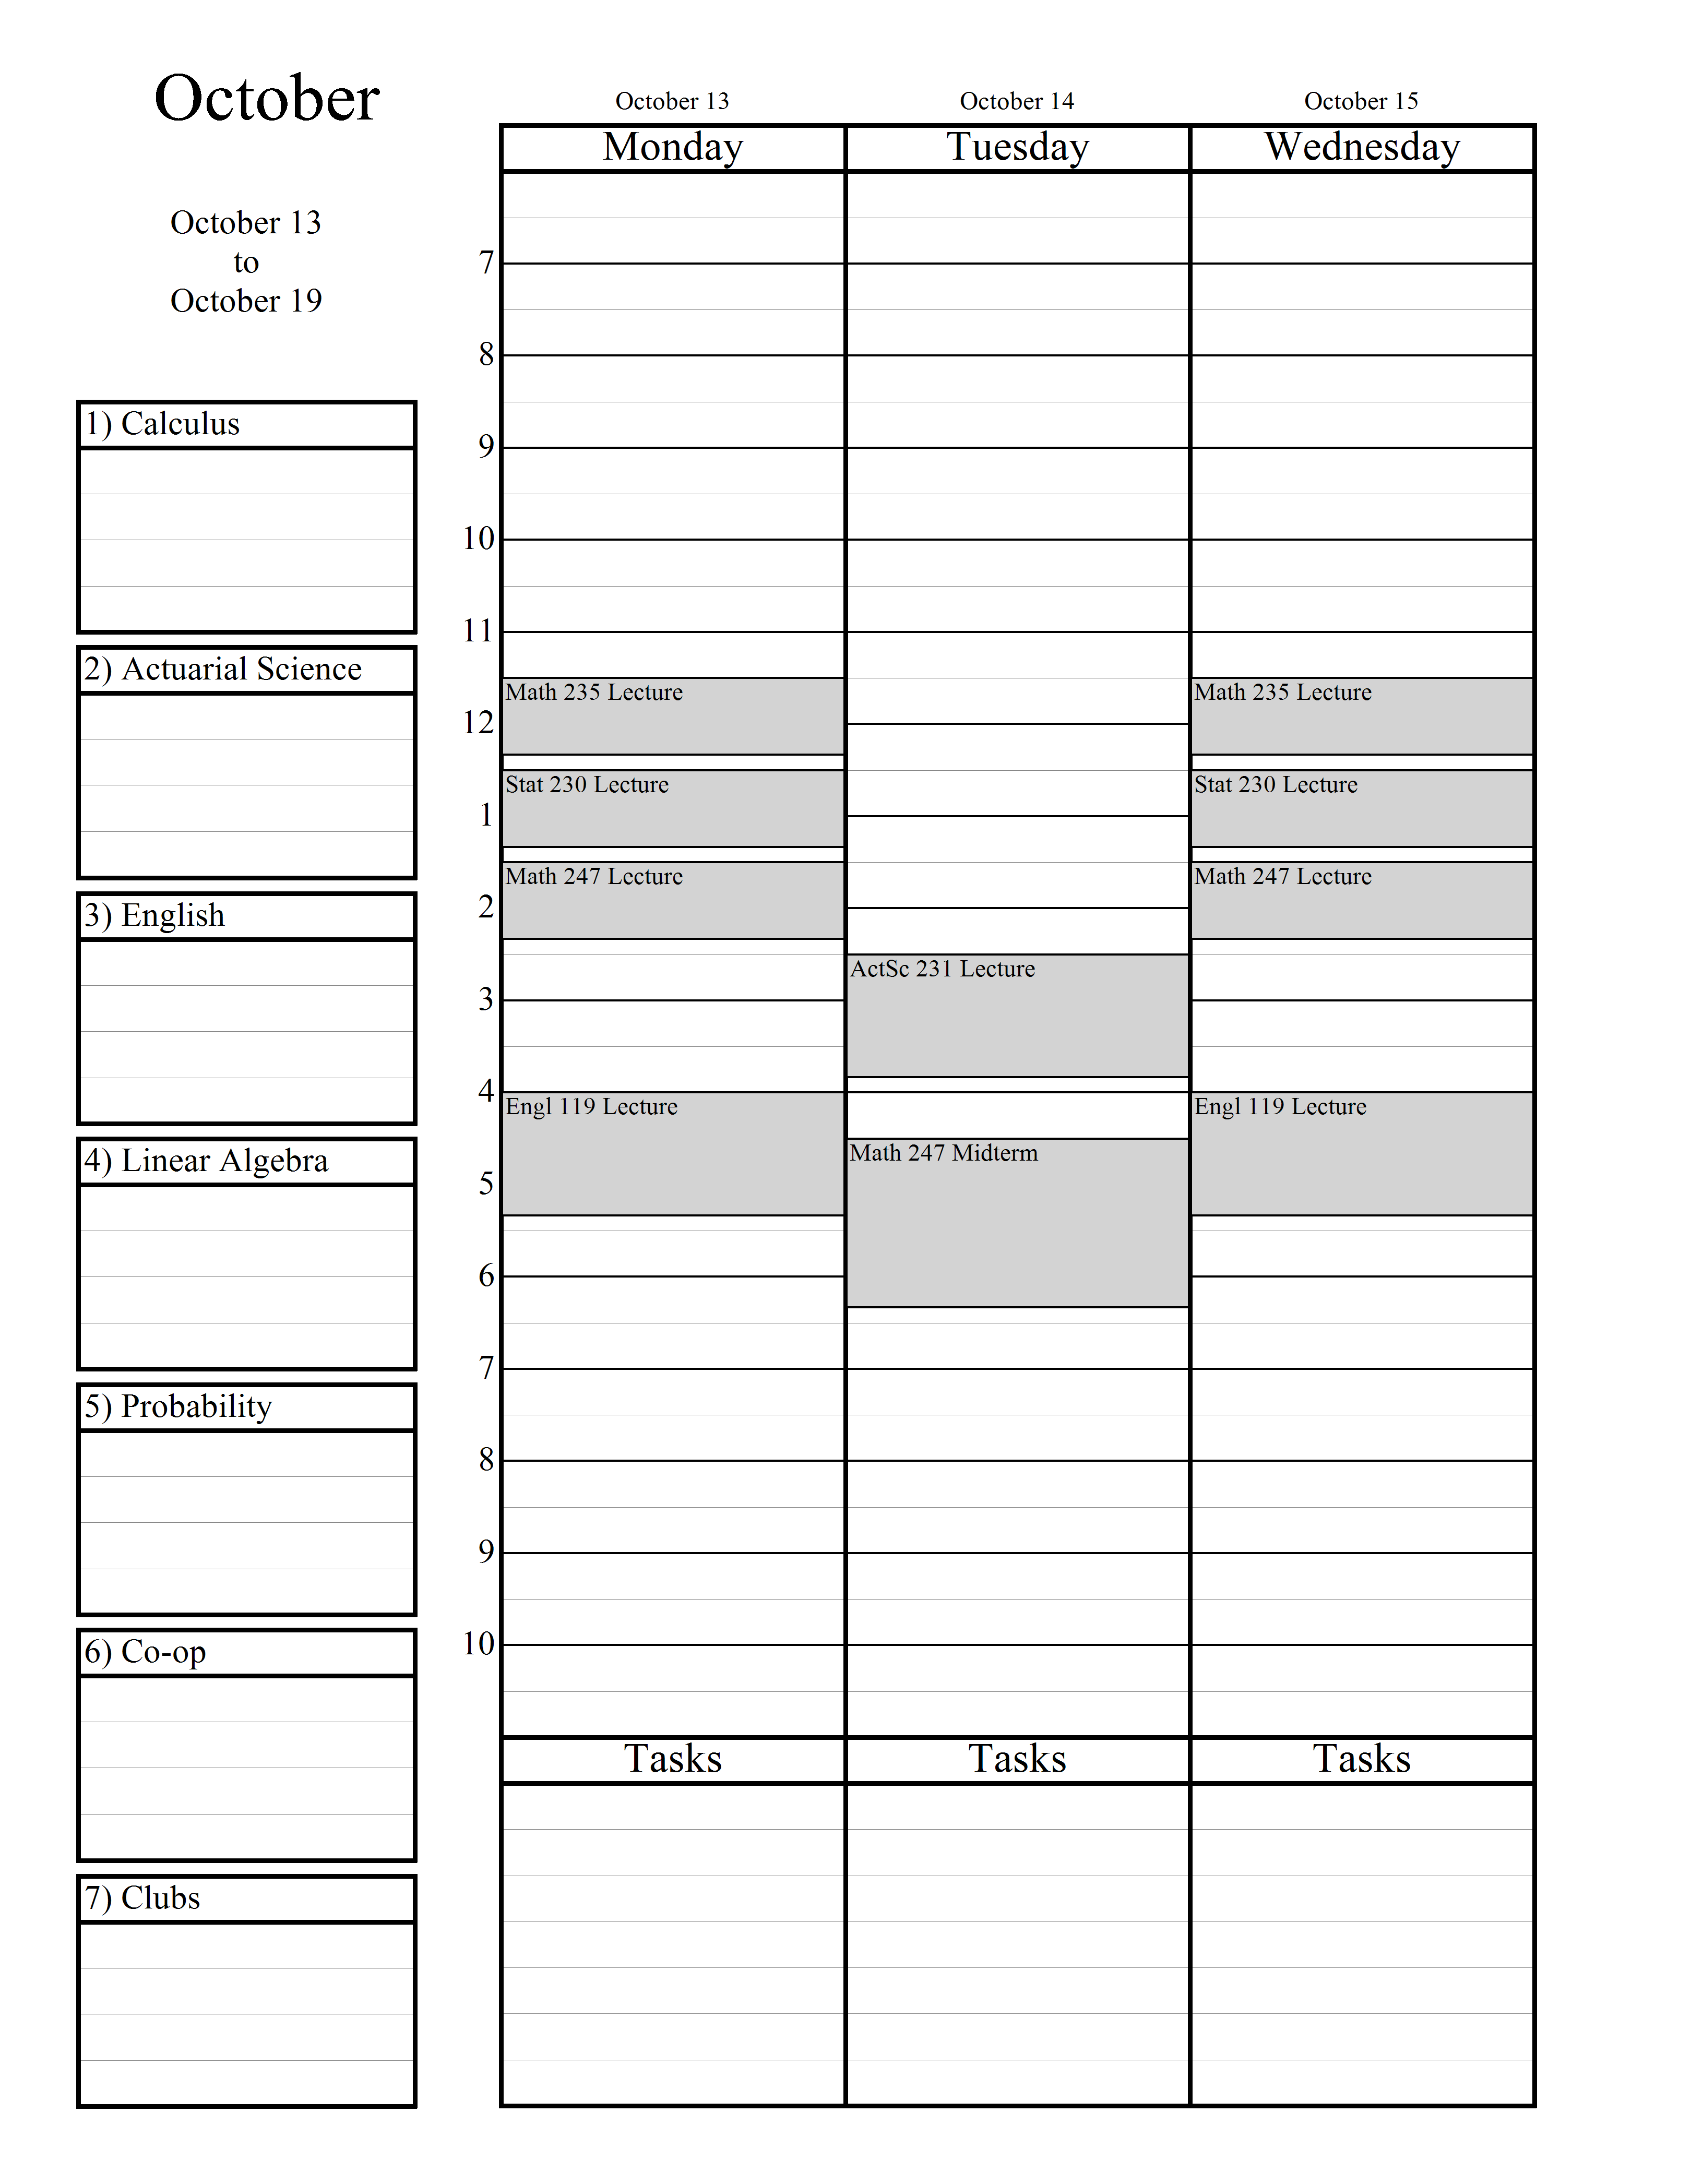 October
October 13
to
October 19
1) Calculus
2) Actuarial Science
3) English
4) Linear Algebra
5) Probability
6) Co-op
7) Clubs
October 13 October 14 October 15
Monday Tuesday Wednesday
7
8
9
10
11
Math 235 Lecture Math 235 Lecture
12
Stat 230 Lecture Stat 230 Lecture
1
Math 247 Lecture Math 247 Lecture
2
ActSc 231 Lecture
3
4
Engl 119 Lecture Engl 119 Lecture
Math 247 Midterm
5
6
7
8
9
10
Tasks Tasks Tasks